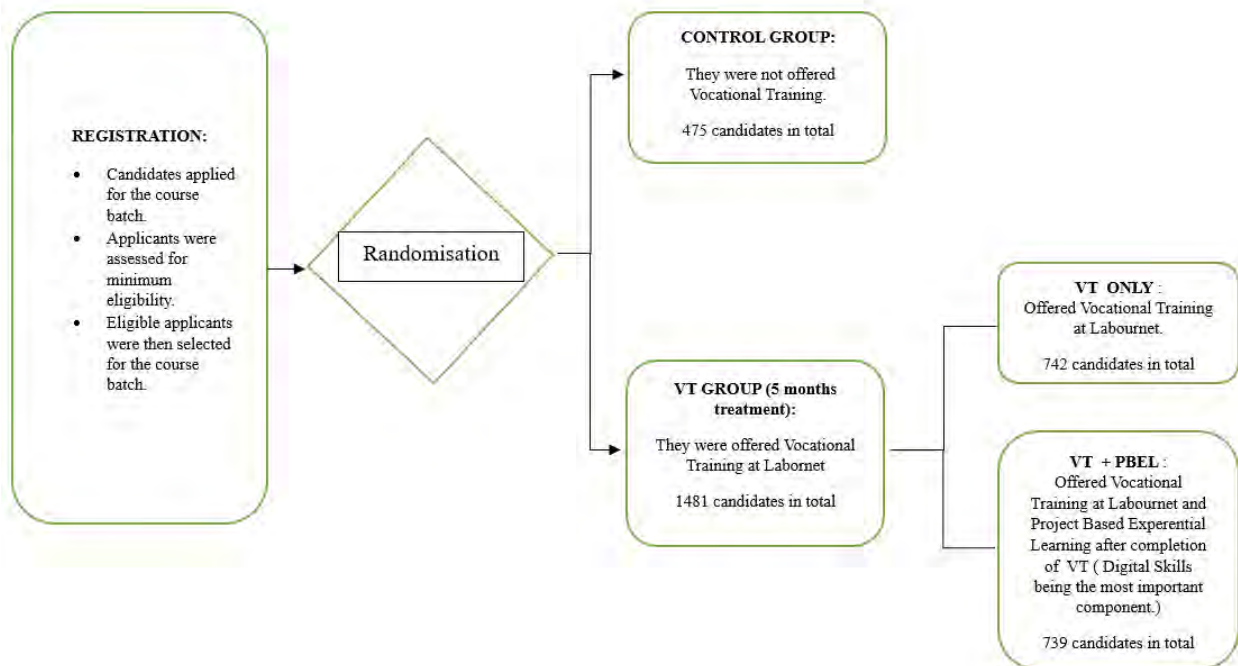 REGISTRATION:
• Candidates applied
for the course
batch.
• Applicants were
assessed for
minimum
eligibility.
• Eligible applicants
were then selected
for the course
batch.
Randomisation
CONTROL GROUP:
They were not offered
Vocational Training.
475 candidates in total
VT GROUP (5 months
treatment):
They were offered Vocational
Training at Labornet
1481 candidates in total
VT ONLY :
Offered Vocational Training
at Labournet.
742 candidates in total
VT + PBEL :
Offered Vocational
Training at Labournet and
Project Based Experential
Learning after completion
of VT ( Digital Skills
being the most important
component.)
739 candidates in total